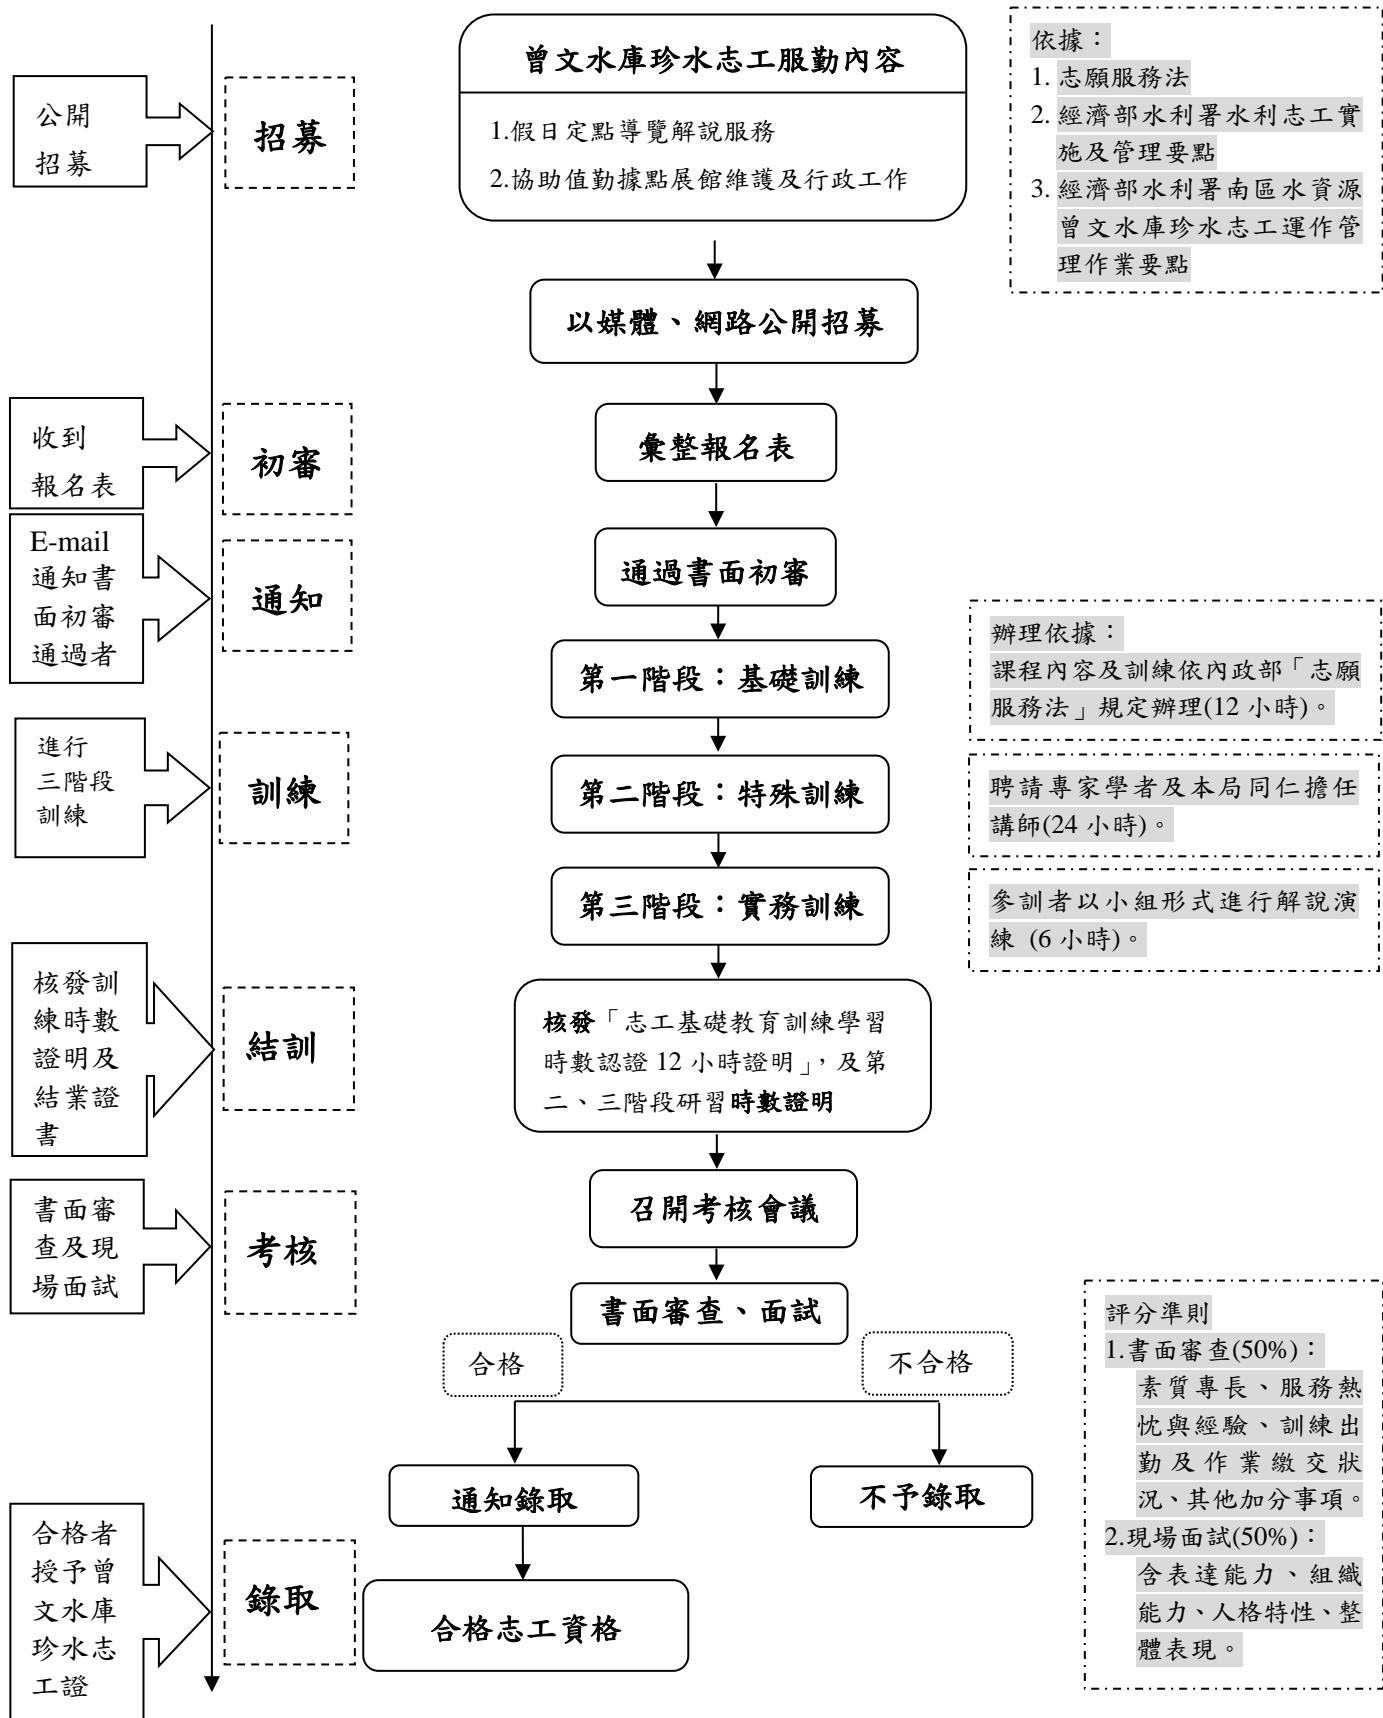 曾文水庫珍水志工服勤內容
1.假日定點導覽解說服務
2.協助值勤據點展館維護及行政工作
依據：
1. 志願服務法
2. 經濟部水利署水利志工實
施及管理要點
3. 經濟部水利署南區水資源
曾文水庫珍水志工運作管
理作業要點
公開
招募
招募
以媒體、網路公開招募
收到
報名表
初審
彙整報名表
E-mail
通知書
面初審
通過者
通知
通過書面初審
第一階段：基礎訓練
辦理依據：
課程內容及訓練依內政部「志願
服務法」規定辦理(12 小時)。
進行
三階段
訓練
訓練
第二階段：特殊訓練
聘請專家學者及本局同仁擔任
講師(24 小時)。
第三階段：實務訓練
參訓者以小組形式進行解說演
練 (6 小時)。
核發訓
練時數
證明及
結業證
書
結訓
核發「志工基礎教育訓練學習
時數認證 12 小時證明」，及第
二、三階段研習時數證明
書面審
查及現
場面試
考核
召開考核會議
書面審查、面試
合格
不合格
評分準則
1.書面審查(50%)：
素質專長、服務熱
忱與經驗、訓練出
勤及作業繳交狀
況、其他加分事項。
2.現場面試(50%)：
含表達能力、組織
能力、人格特性、整
體表現。
通知錄取
不予錄取
合格者
授予曾
文水庫
珍水志
工證
錄取
合格志工資格